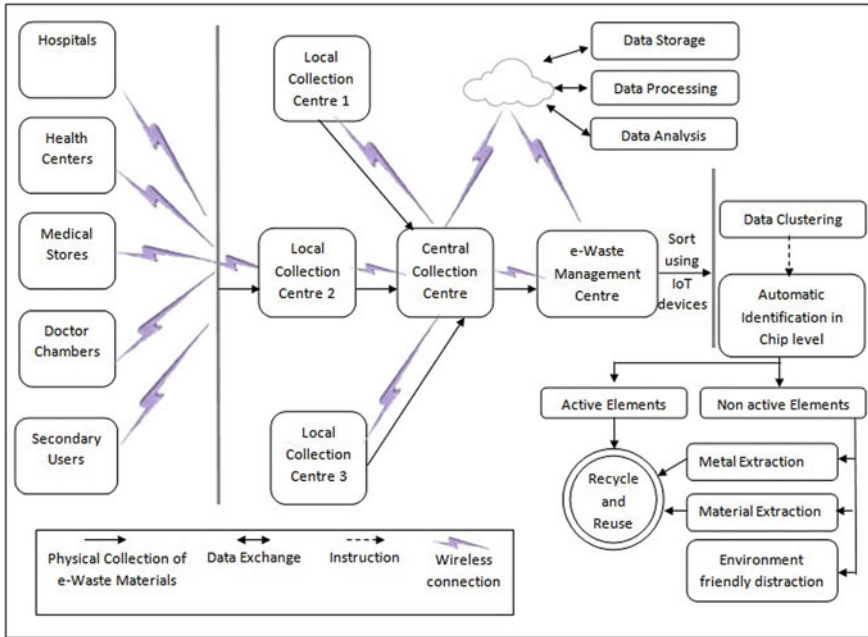 Hospitals
Health
Centers
Medical
Stores
Doctor
Chambers
Secondary
Users
Local
Collection
Centre 1
Local
Collection
Centre 2
Local
Collection
Centre 3
Central
Collection
Centre
e-Waste
Management
Centre
Data Storage
Data Processing
Data Analysis
Sort
using
IoT
devices
Data Clustering
Automatic
Identification in
Chip level
Active Elements
Non active Elements
Recycle
and
Reuse
Metal Extraction
Material Extraction
Environment
friendly distraction
Physical Collection of
e-Waste Materials
Data Exchange
Instruction
Wireless
connection